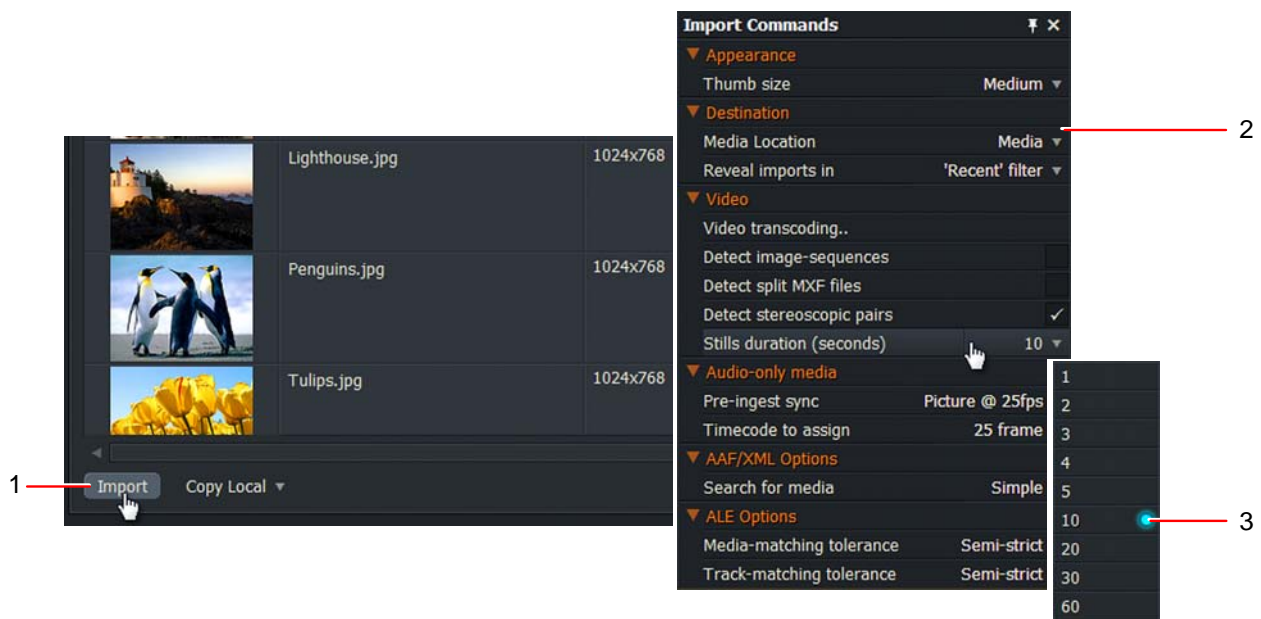 Import Commands
Appearance
Thumb size Medium
Destination
Media Location Media
Reveal imports in 'Recent' filter
Video
Video transcoding..
Detect image-sequences
Detect split MXF files
Detect stereoscopic pairs
Stills duration (seconds) 10
Audio-only media
Pre-ingest sync Picture @ 25fps
Timecode to assign 25 frame
AAF/XML Options
Search for media Simple
ALE Options
Media-matching tolerance Semi-strict
Track-matching tolerance Semi-strict
2
Lighthouse.jpg 1024x768
Penguins.jpg 1024x768
Tulips.jpg 1024x768
1
Import Copy Local
1
2
3
4
5
10
20
30
60
3